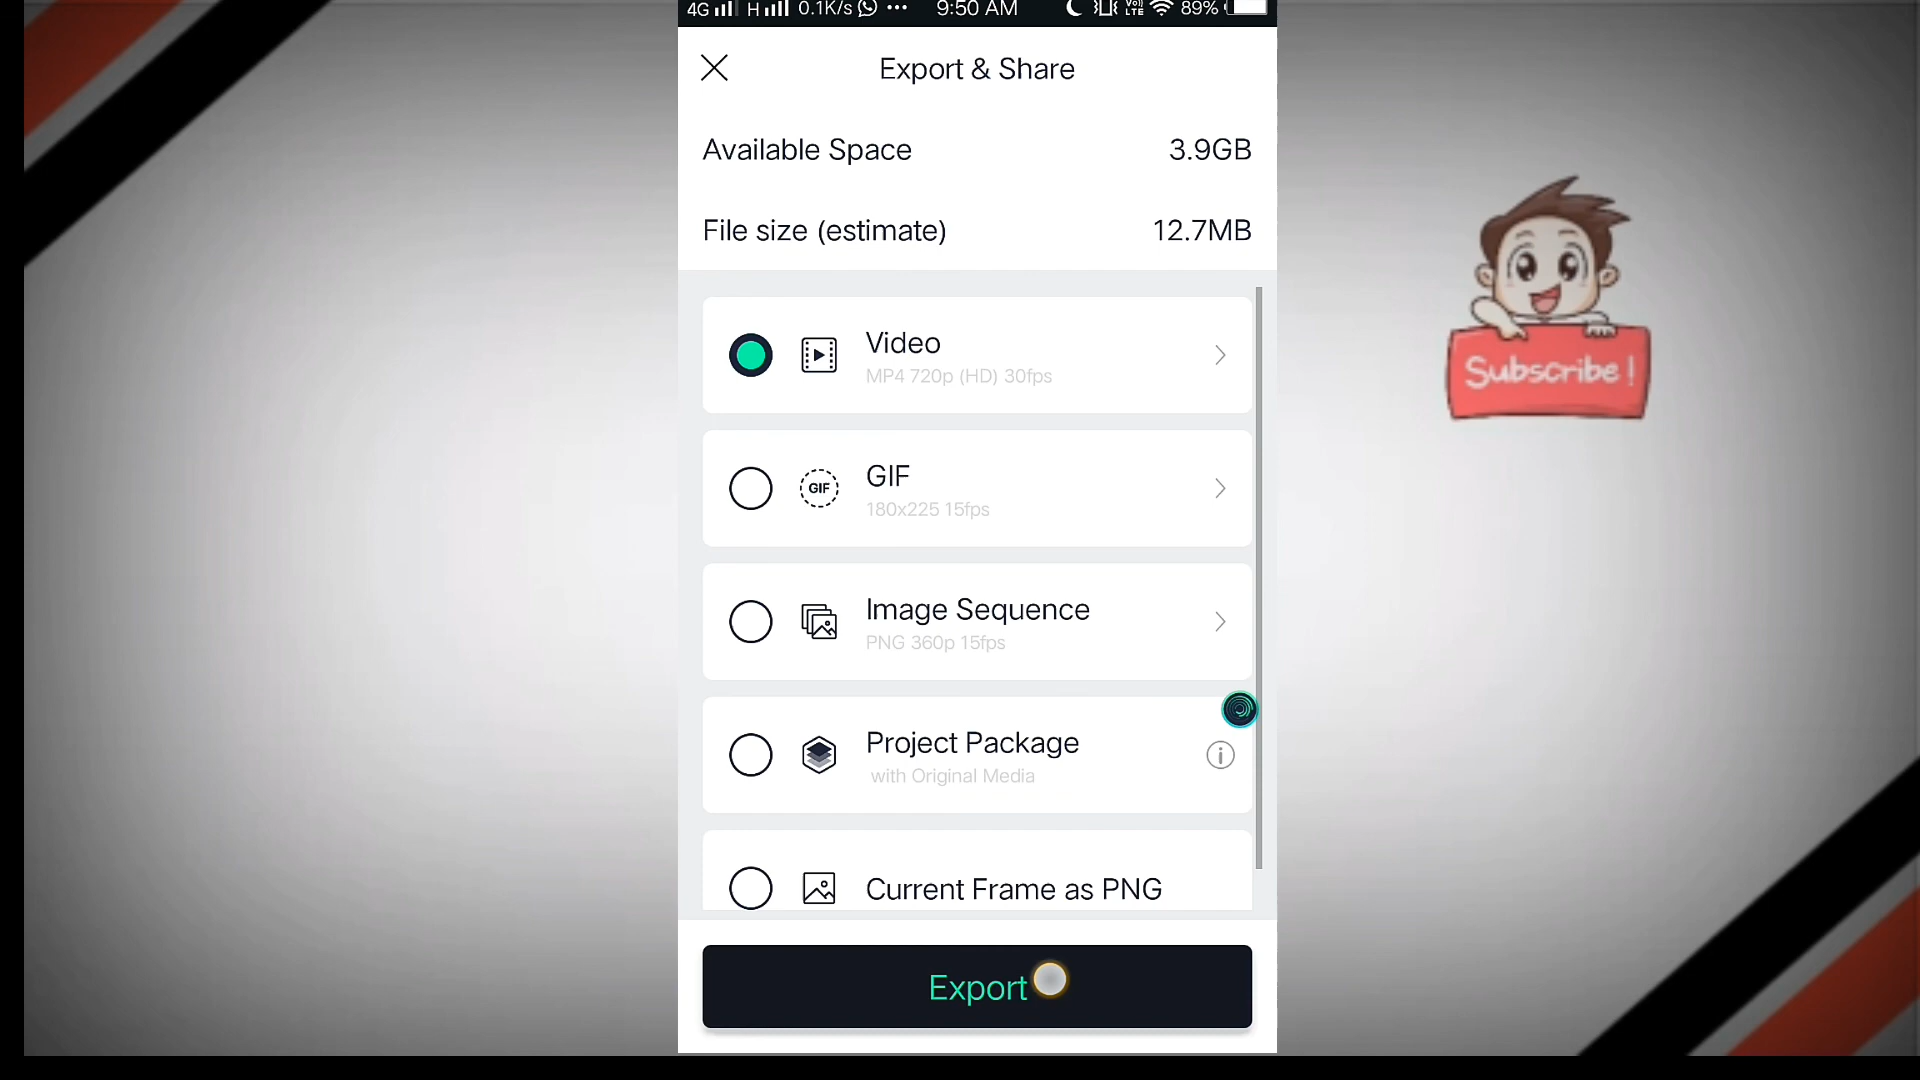 4G H 0.1K/s ••• 9:50 AM Vo) LTE 89%
Export & Share
Available Space 3.9GB
File size (estimate) 12.7MB
Video
MP4 720p (HD) 30fps
GIF GIF
180x225 15fps
Image Sequence
PNG 360p 15fps
Project Package
with Original Media
Current Frame as PNG
Export
Subscribe !